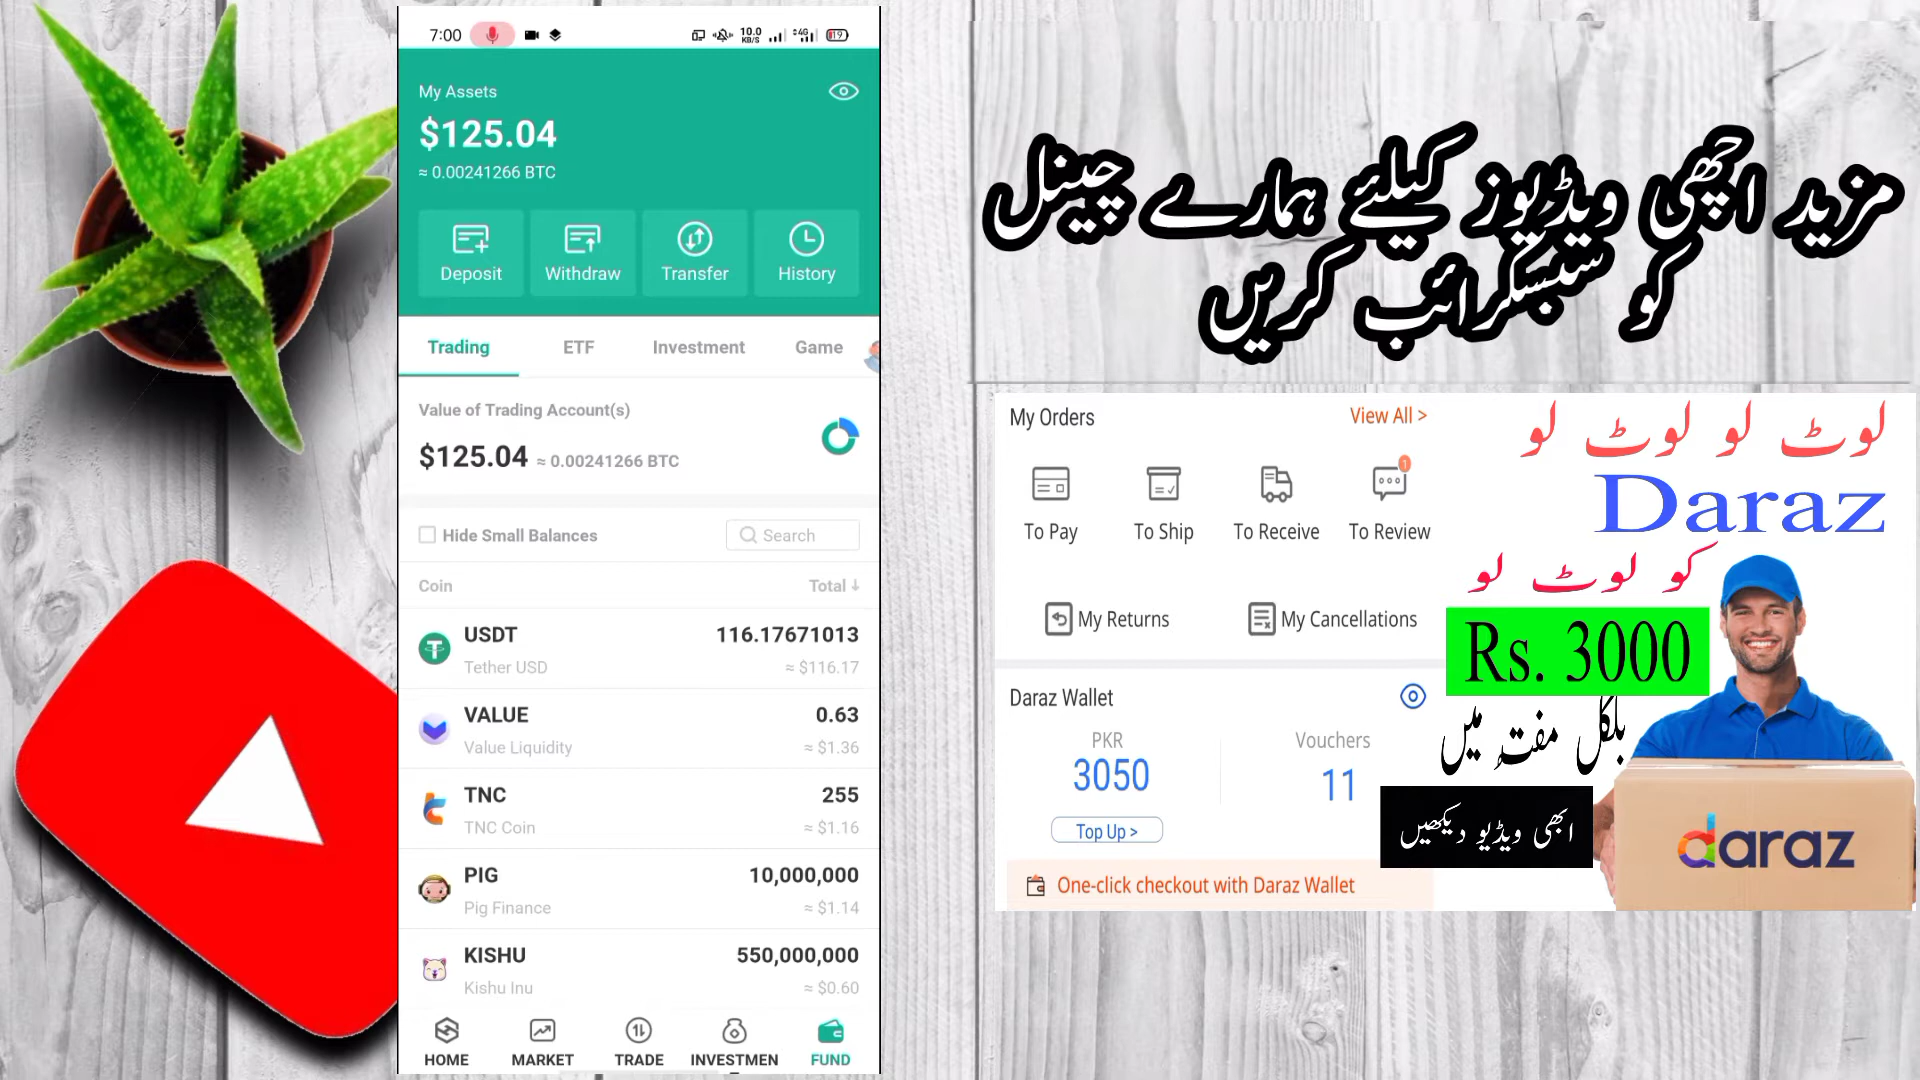 7:00
10.0
KB/S
4G
19
My Assets
$125.04
≈ 0.00241266 BTC
Deposit
Withdraw
Transfer
History
Trading
ETF
Investment
Game
Value of Trading Account(s)
$125.04 ≈ 0.00241266 BTC
Hide Small Balances
Search
Coin
Total ↓
USDT
116.17671013
Tether USD
≈ $116.17
VALUE
0.63
Value Liquidity
≈ $1.36
TNC
255
TNC Coin
≈ $1.16
PIG
10,000,000
Pig Finance
≈ $1.14
KISHU
550,000,000
Kishu Inu
≈ $0.60
HOME
MARKET
TRADE
INVESTMEN
FUND
مزید اچھی ویڈیوز کیلئے ہمارے چینل
کو سبسکرائب کریں
My Orders
View All >
1
To Pay
To Ship
To Receive
To Review
My Returns
My Cancellations
Daraz Wallet
PKR
3050
Vouchers
11
Top Up >
One-click checkout with Daraz Wallet
لوٹ لو لوٹ لو
Daraz
کو لوٹ لو
Rs. 3000
بلکل مفت میں
ابھی ویڈیو دیکھیں
daraz